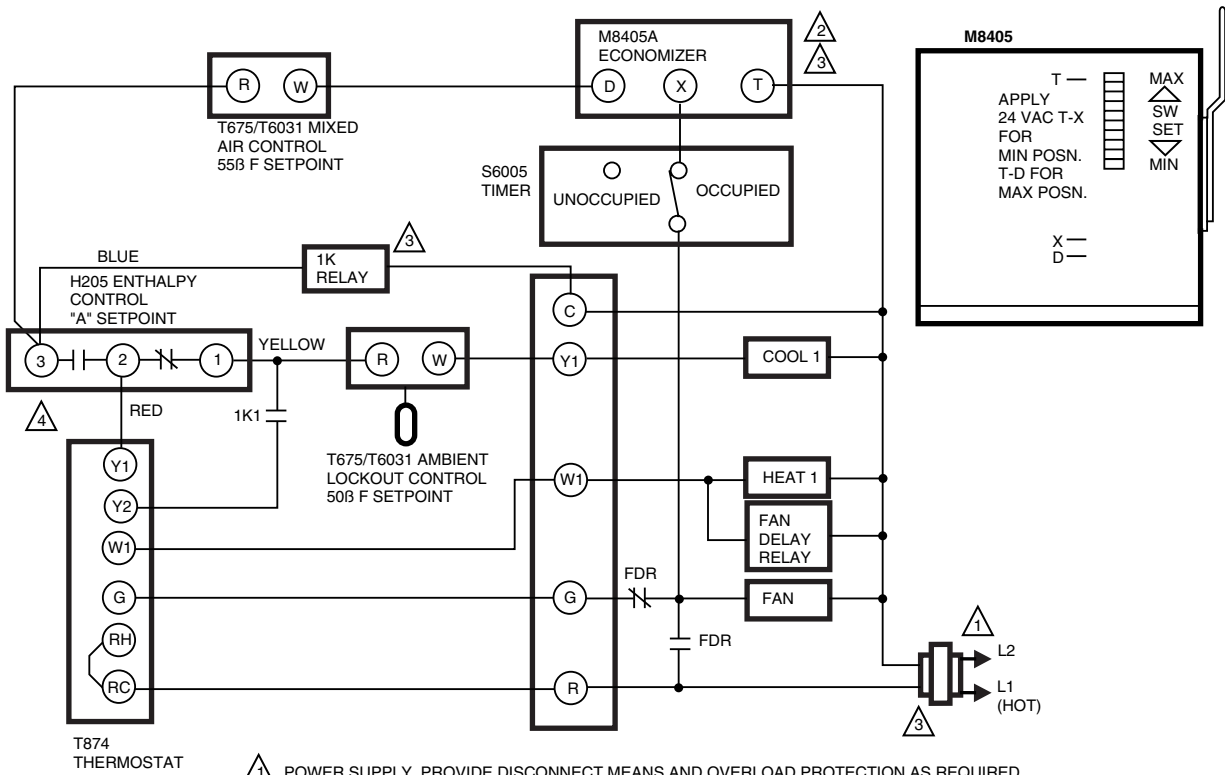 M8405A
ECONOMIZER
D
X
T
2
3
R
W
T675/T6031 MIXED
AIR CONTROL
55ß F SETPOINT
S6005
TIMER
UNOCCUPIED
OCCUPIED
M8405
T
APPLY
24 VAC T-X
FOR
MIN POSN.
T-D FOR
MAX POSN.
MAX
SW
SET
MIN
X
D
BLUE
1K
RELAY
3
H205 ENTHALPY
CONTROL
"A" SETPOINT
3
2
1
YELLOW
4
RED
1K1
R
W
T675/T6031 AMBIENT
LOCKOUT CONTROL
50ß F SETPOINT
C
Y1
W1
G
R
COOL 1
HEAT 1
FAN
DELAY
RELAY
FDR
FAN
FDR
Y1
Y2
W1
G
RH
RC
T874
THERMOSTAT
1
L2
L1
(HOT)
3
1 POWER SUPPLY. PROVIDE DISCONNECT MEANS AND OVERLOAD PROTECTION AS REQUIRED.